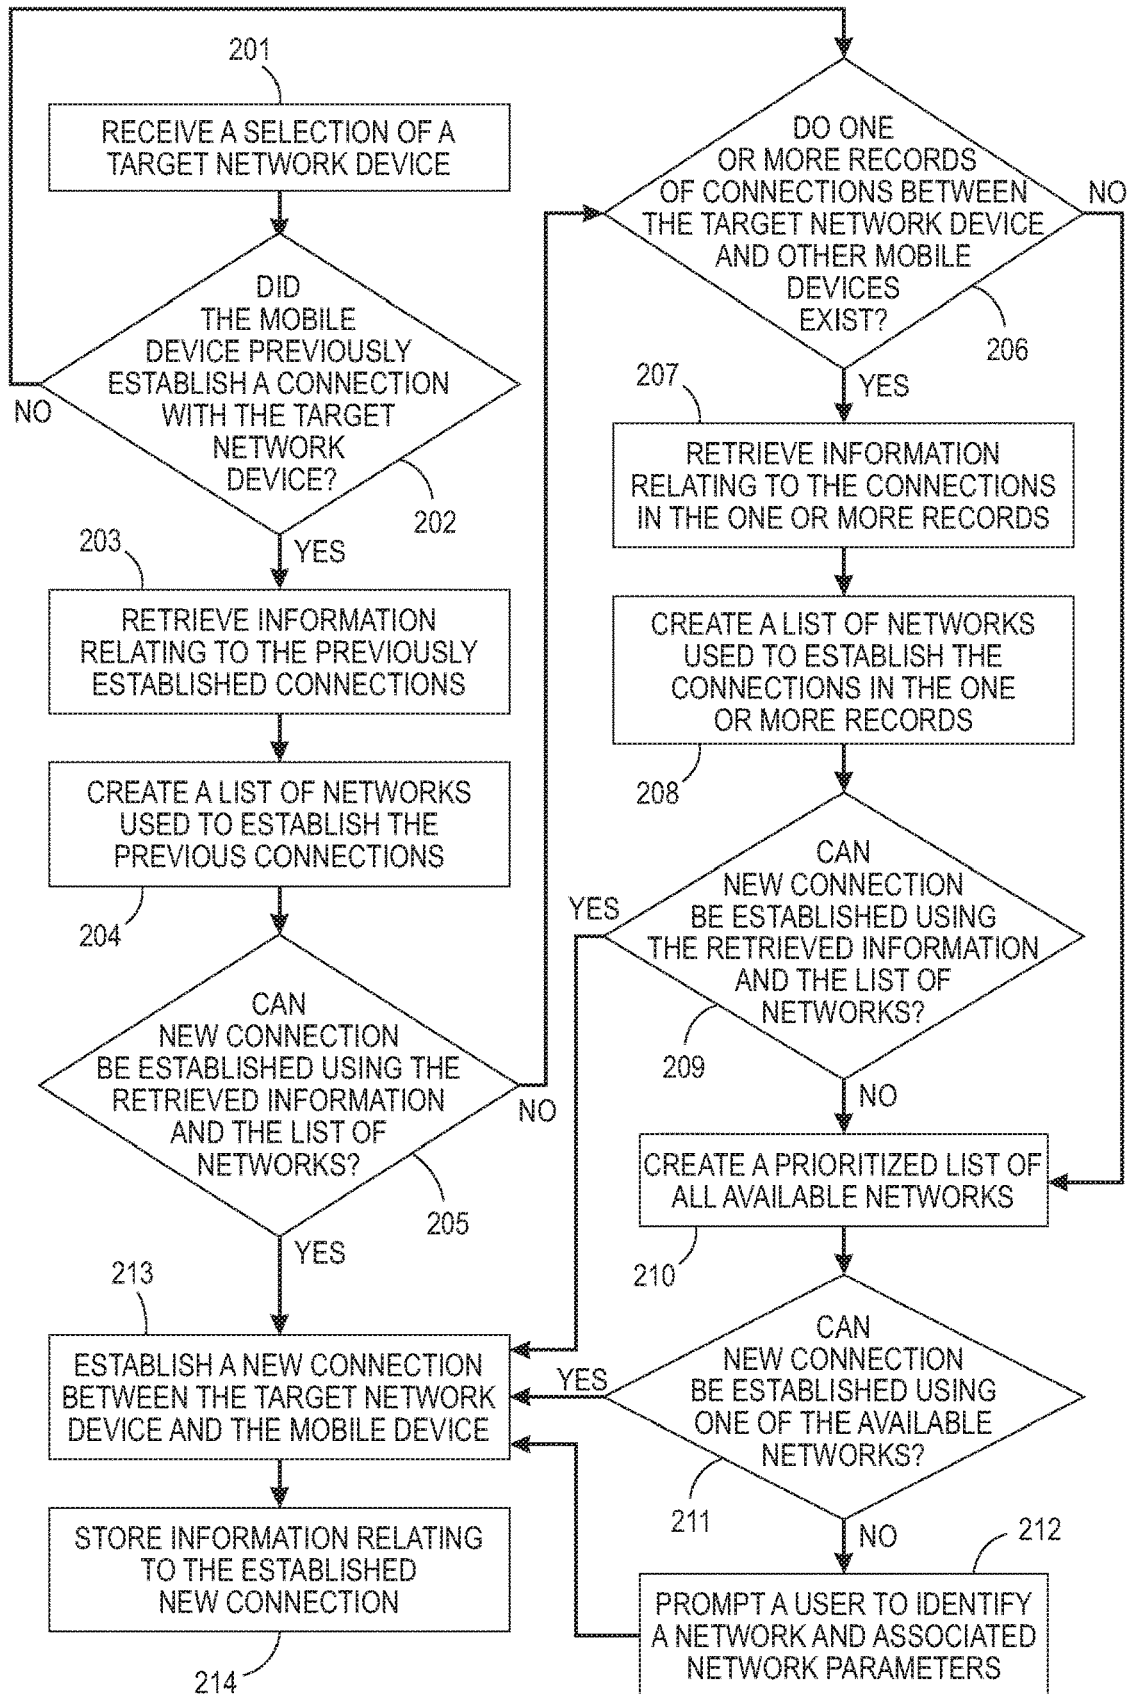 201
RECEIVE A SELECTION OF A
TARGET NETWORK DEVICE
DID
THE MOBILE
DEVICE PREVIOUSLY
ESTABLISH A CONNECTION
WITH THE TARGET
NETWORK
DEVICE?
NO
202
YES
203
RETRIEVE INFORMATION
RELATING TO THE PREVIOUSLY
ESTABLISHED CONNECTIONS
CREATE A LIST OF NETWORKS
USED TO ESTABLISH THE
PREVIOUS CONNECTIONS
204
CAN
NEW CONNECTION
BE ESTABLISHED USING THE
RETRIEVED INFORMATION
AND THE LIST OF
NETWORKS?
NO
205
YES
213
ESTABLISH A NEW CONNECTION
BETWEEN THE TARGET NETWORK
DEVICE AND THE MOBILE DEVICE
STORE INFORMATION RELATING
TO THE ESTABLISHED
NEW CONNECTION
214
DO ONE
OR MORE RECORDS
OF CONNECTIONS BETWEEN
THE TARGET NETWORK DEVICE
AND OTHER MOBILE
DEVICES
EXIST?
NO
206
YES
207
RETRIEVE INFORMATION
RELATING TO THE CONNECTIONS
IN THE ONE OR MORE RECORDS
CREATE A LIST OF NETWORKS
USED TO ESTABLISH THE
CONNECTIONS IN THE ONE
OR MORE RECORDS
208
CAN
NEW CONNECTION
BE ESTABLISHED USING
THE RETRIEVED INFORMATION
AND THE LIST OF
NETWORKS?
YES
209
NO
CREATE A PRIORITIZED LIST OF
ALL AVAILABLE NETWORKS
210
CAN
NEW CONNECTION
BE ESTABLISHED USING
ONE OF THE AVAILABLE
NETWORKS?
YES
211
NO
212
PROMPT A USER TO IDENTIFY
A NETWORK AND ASSOCIATED
NETWORK PARAMETERS